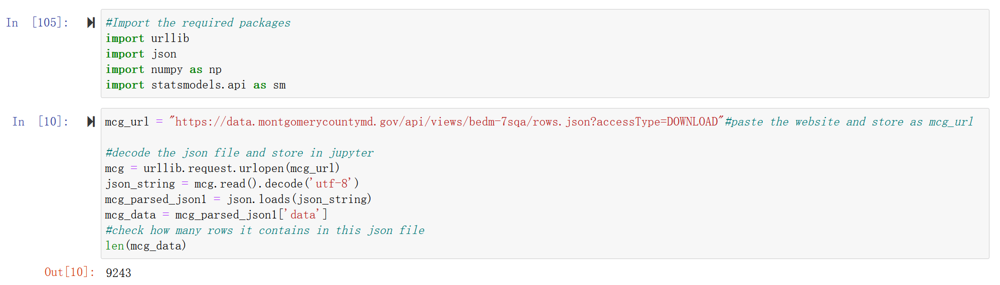 In [105]: #Import the required packages
import urllib
import json
import numpy as np
import statsmodels.api as sm
In [10]: mcg_url = "https://data.montgomerycountymd.gov/api/views/bedm-7sqa/rows.json?accessType=DOWNLOAD"#paste the website and store as mcg_url
#decode the json file and store in jupyter
mcg = urllib.request.urlopen(mcg_url)
json_string = mcg.read().decode('utf-8')
mcg_parsed_json1 = json.loads(json_string)
mcg_data = mcg_parsed_json1['data']
#check how many rows it contains in this json file
len(mcg_data)
Out[10]: 9243